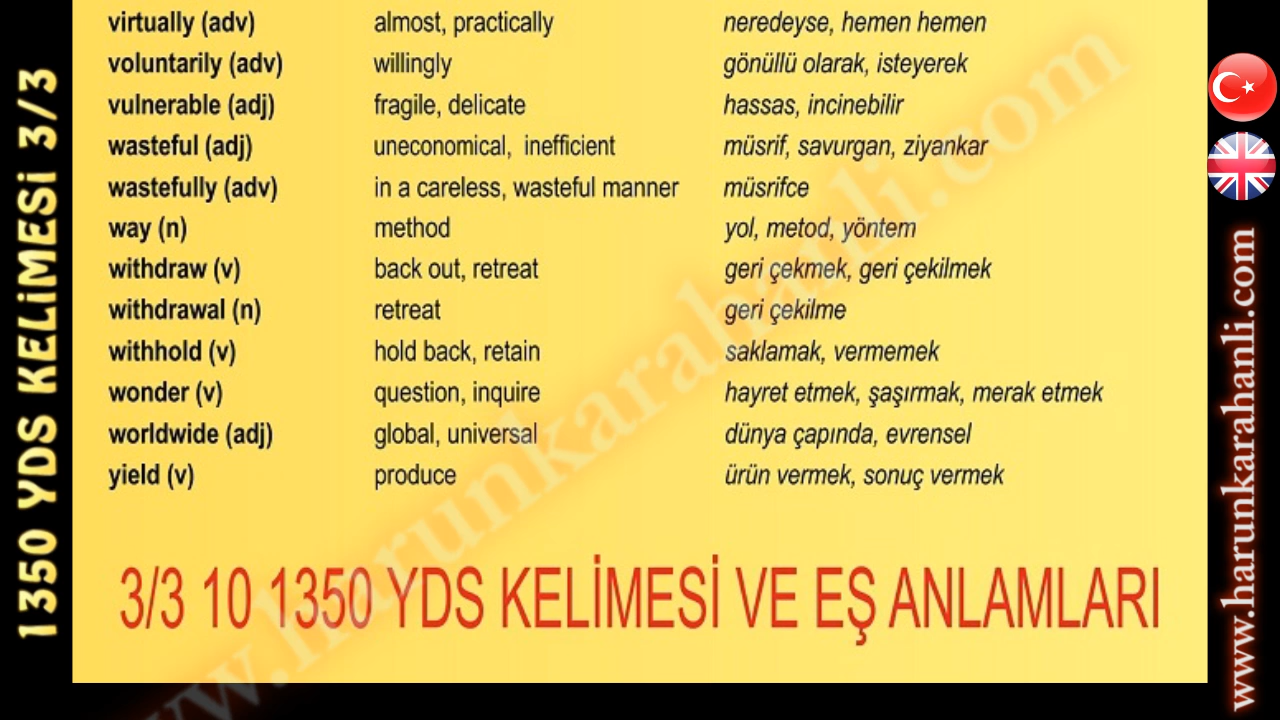 1350 YDS KELİMESİ 3/3
virtually (adv) almost, practically neredeyse, hemen hemen
voluntarily (adv) willingly gönüllü olarak, isteyerek
vulnerable (adj) fragile, delicate hassas, incinebilir
wasteful (adj) uneconomical, inefficient müsrif, savurgan, ziyankar
wastefully (adv) in a careless, wasteful manner müsrifce
way (n) method yol, metod, yöntem
withdraw (v) back out, retreat geri çekmek, geri çekilmek
withdrawal (n) retreat geri çekilme
withhold (v) hold back, retain saklamak, vermemek
wonder (v) question, inquire hayret etmek, şaşırmak, merak etmek
worldwide (adj) global, universal dünya çapında, evrensel
yield (v) produce ürün vermek, sonuç vermek
3/3 10 1350 YDS KELİMESİ VE EŞ ANLAMLARI
www.harunkarahanli.com
w.harunkarahanli.com